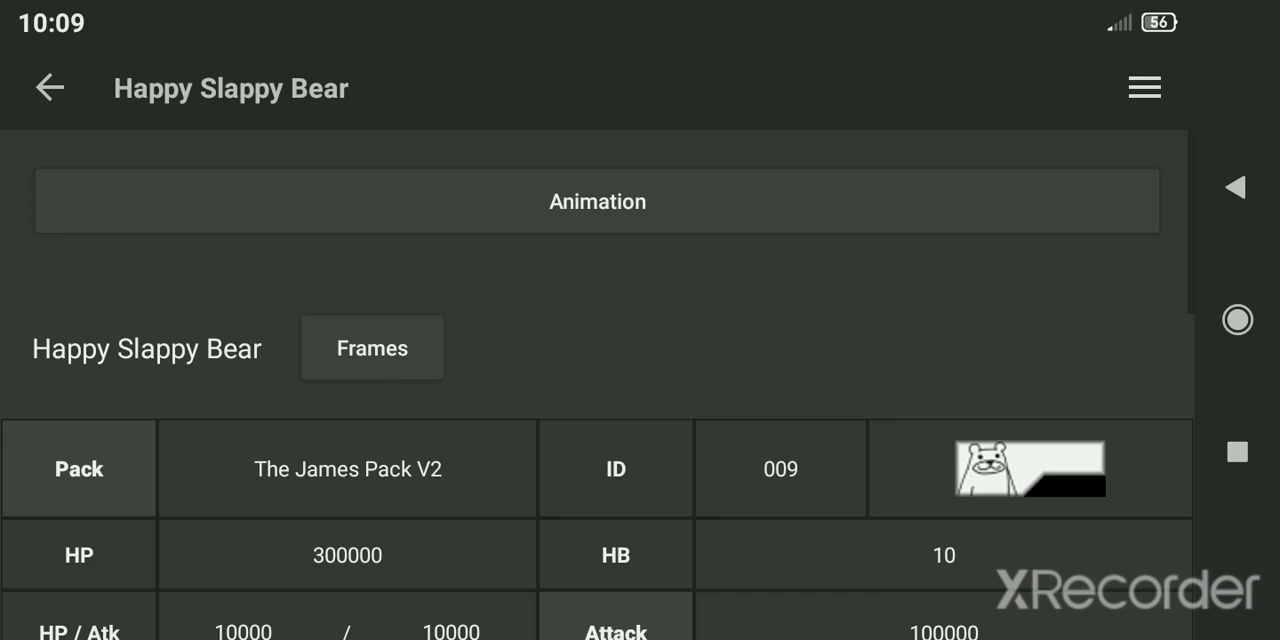 10:09
56
Happy Slappy Bear
Animation
Happy Slappy Bear
Frames
Pack
The James Pack V2
ID
009
HP
300000
HB
10
HP / Atk
10000 / 10000
Attack
100000
XRecorder